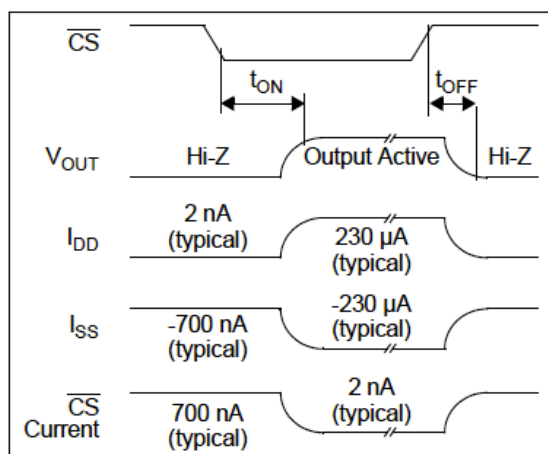 CS
tON
tOFF
VOUT Hi-Z Output Active Hi-Z
IDD
2 nA
(typical)
230 µA
(typical)
ISS
-700 nA
(typical)
-230 µA
(typical)
CS
Current
700 nA
(typical)
2 nA
(typical)